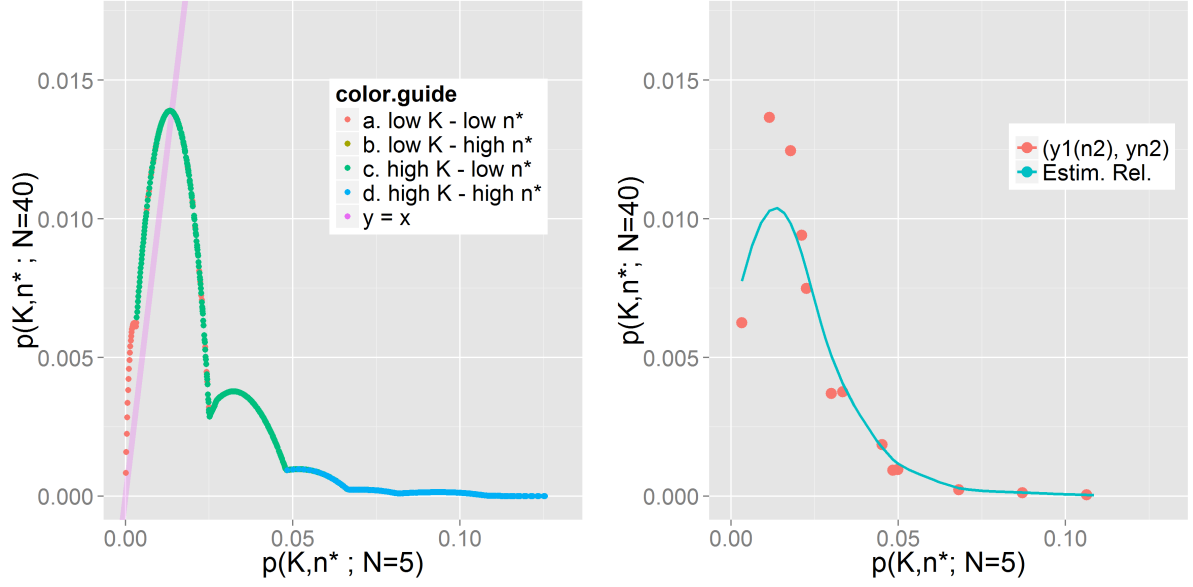 p(K,n* ; N=40)
0.015
0.010
0.005
0.000
color.guide
a. low K - low n*
b. low K - high n*
c. high K - low n*
d. high K - high n*
y = x
0.00
0.05
0.10
p(K,n* ; N=5)
p(K,n*; N=40)
0.015
0.010
0.005
0.000
(y1(n2), yn2)
Estim. Rel.
0.00
0.05
0.10
p(K,n*; N=5)